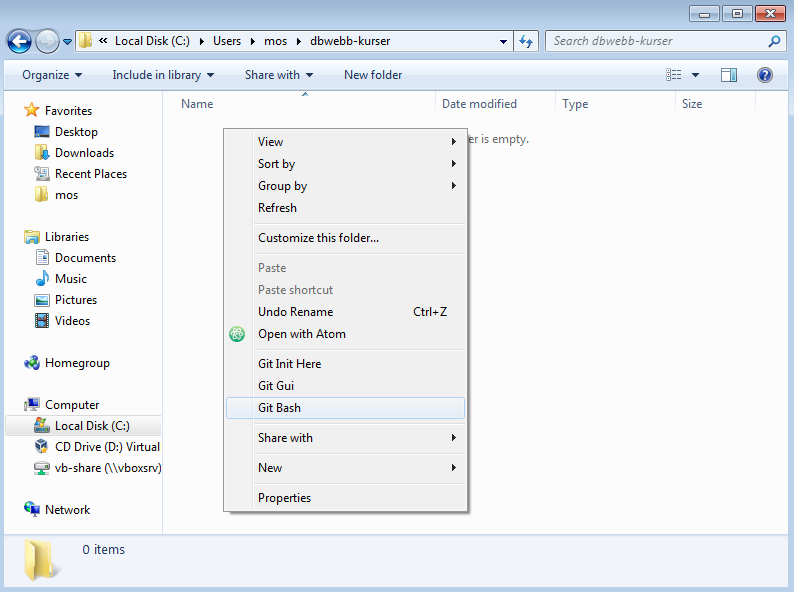 « Local Disk (C:) Users mos dbwebb-kurser Search dbwebb-kurser
Organize Include in library Share with New folder
Name Date modified Type Size
Favorites
Desktop
Downloads
Recent Places
mos
Libraries
Documents
Music
Pictures
Videos
Homegroup
Computer
Local Disk (C:)
CD Drive (D:) Virtual
vb-share (\\vboxsrv)
Network
is empty.
View
Sort by
Group by
Refresh
Customize this folder...
Paste
Paste shortcut
Undo Rename Ctrl+Z
Open with Atom
Git Init Here
Git Gui
Git Bash
Share with
New
Properties
0 items